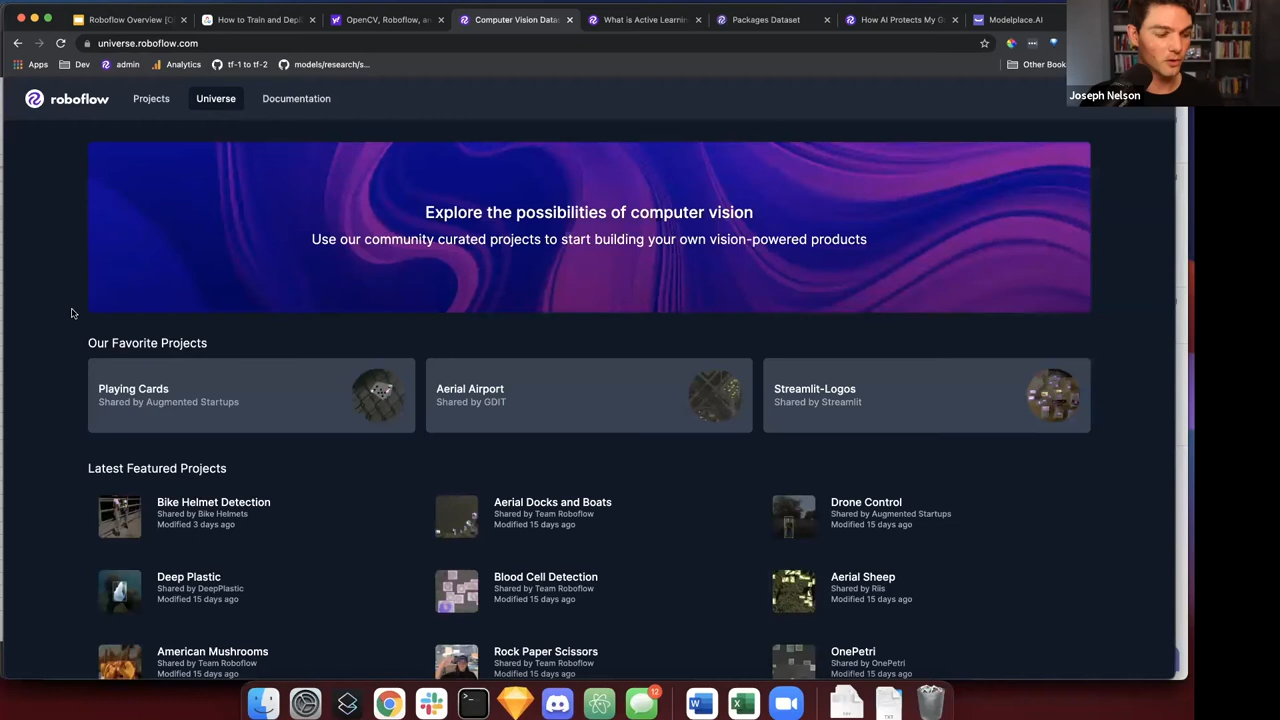 Roboflow Overview [O
How to Train and Depl
OpenCV, Roboflow, an
Computer Vision Data
What is Active Learnin
Packages Dataset
How AI Protects My G
Modelplace.AI
universe.roboflow.com
Apps
Dev
admin
Analytics
tf-1 to tf-2
models/research/s...
Other Book
Joseph Nelson
roboflow
Projects
Universe
Documentation
Explore the possibilities of computer vision
Use our community curated projects to start building your own vision-powered products
Our Favorite Projects
Playing Cards
Shared by Augmented Startups
Aerial Airport
Shared by GDIT
Streamlit-Logos
Shared by Streamlit
Latest Featured Projects
Bike Helmet Detection
Shared by Bike Helmets
Modified 3 days ago
Aerial Docks and Boats
Shared by Team Roboflow
Modified 15 days ago
Drone Control
Shared by Augmented Startups
Modified 15 days ago
Deep Plastic
Shared by DeepPlastic
Modified 15 days ago
Blood Cell Detection
Shared by Team Roboflow
Modified 15 days ago
Aerial Sheep
Shared by Riis
Modified 15 days ago
American Mushrooms
Shared by Team Roboflow
Modified 15 days ago
Rock Paper Scissors
Shared by Team Roboflow
Modified 15 days ago
OnePetri
Shared by OnePetri
Modified 15 days ago
12